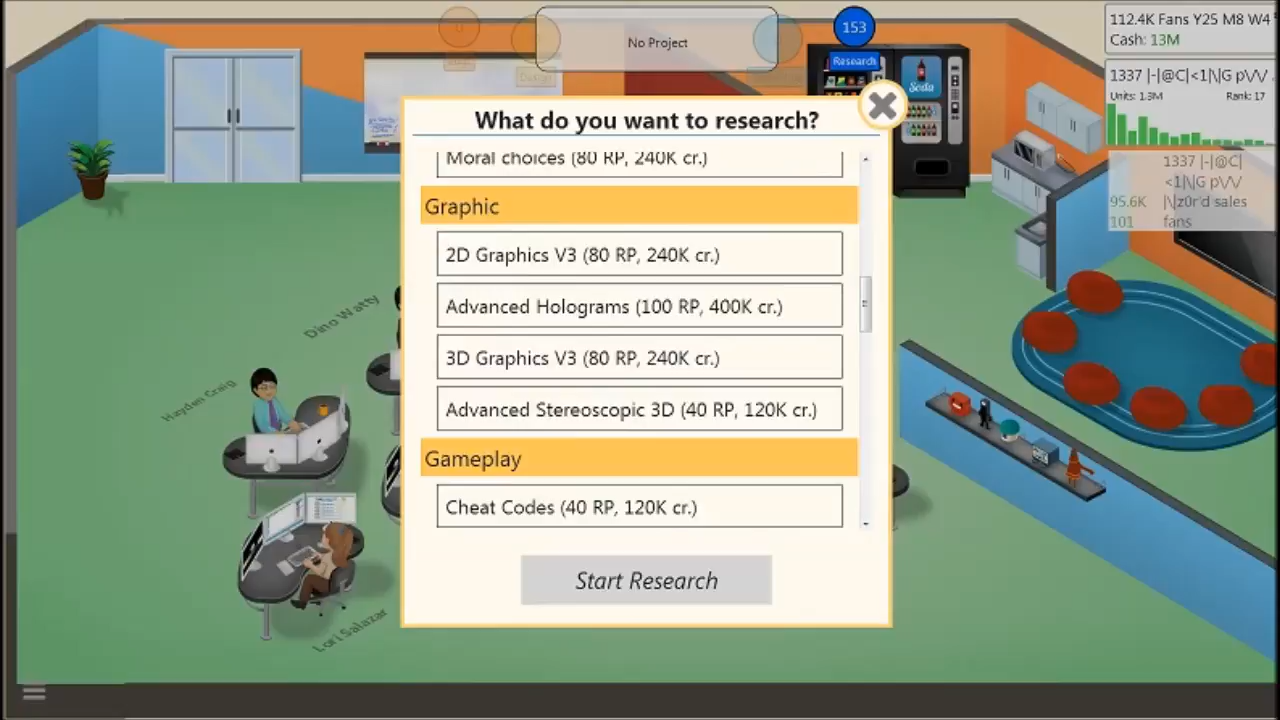 112.4K Fans Y25 M8 W4
Cash: 13M
No Project
153
Research
1337 |-|@C|<1|\|G p\/\/ .
Units: 1.3M
Rank: 17
Soda
What do you want to research?
Moral choices (80 RP, 240K cr.)
Graphic
2D Graphics V3 (80 RP, 240K cr.)
Advanced Holograms (100 RP, 400K cr.)
3D Graphics V3 (80 RP, 240K cr.)
Advanced Stereoscopic 3D (40 RP, 120K cr.)
Gameplay
Cheat Codes (40 RP, 120K cr.)
Start Research
1337 |-|@C|
<1|\|G p\/\/
95.6K |\|z0r'd sales
101 fans
Dino Watty
Hayden Craig
Lori Salazar